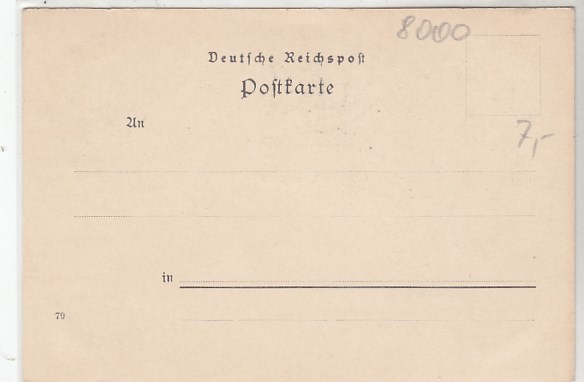 8000
Deutſche Reichspoſt
Poſtkarte
7,-
An
in
79